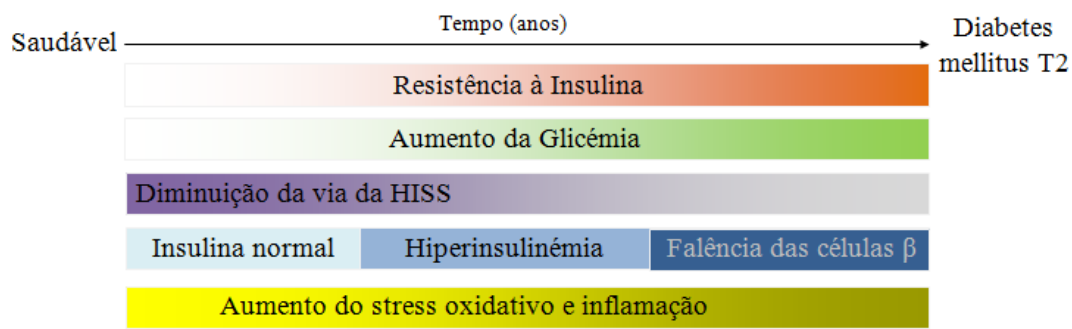 Tempo (anos)
Saudável
Diabetes
mellitus T2
Resistência à Insulina
Aumento da Glicémia
Diminuição da via da HISS
Insulina normal
Hiperinsulinémia
Falência das células β
Aumento do stress oxidativo e inflamação